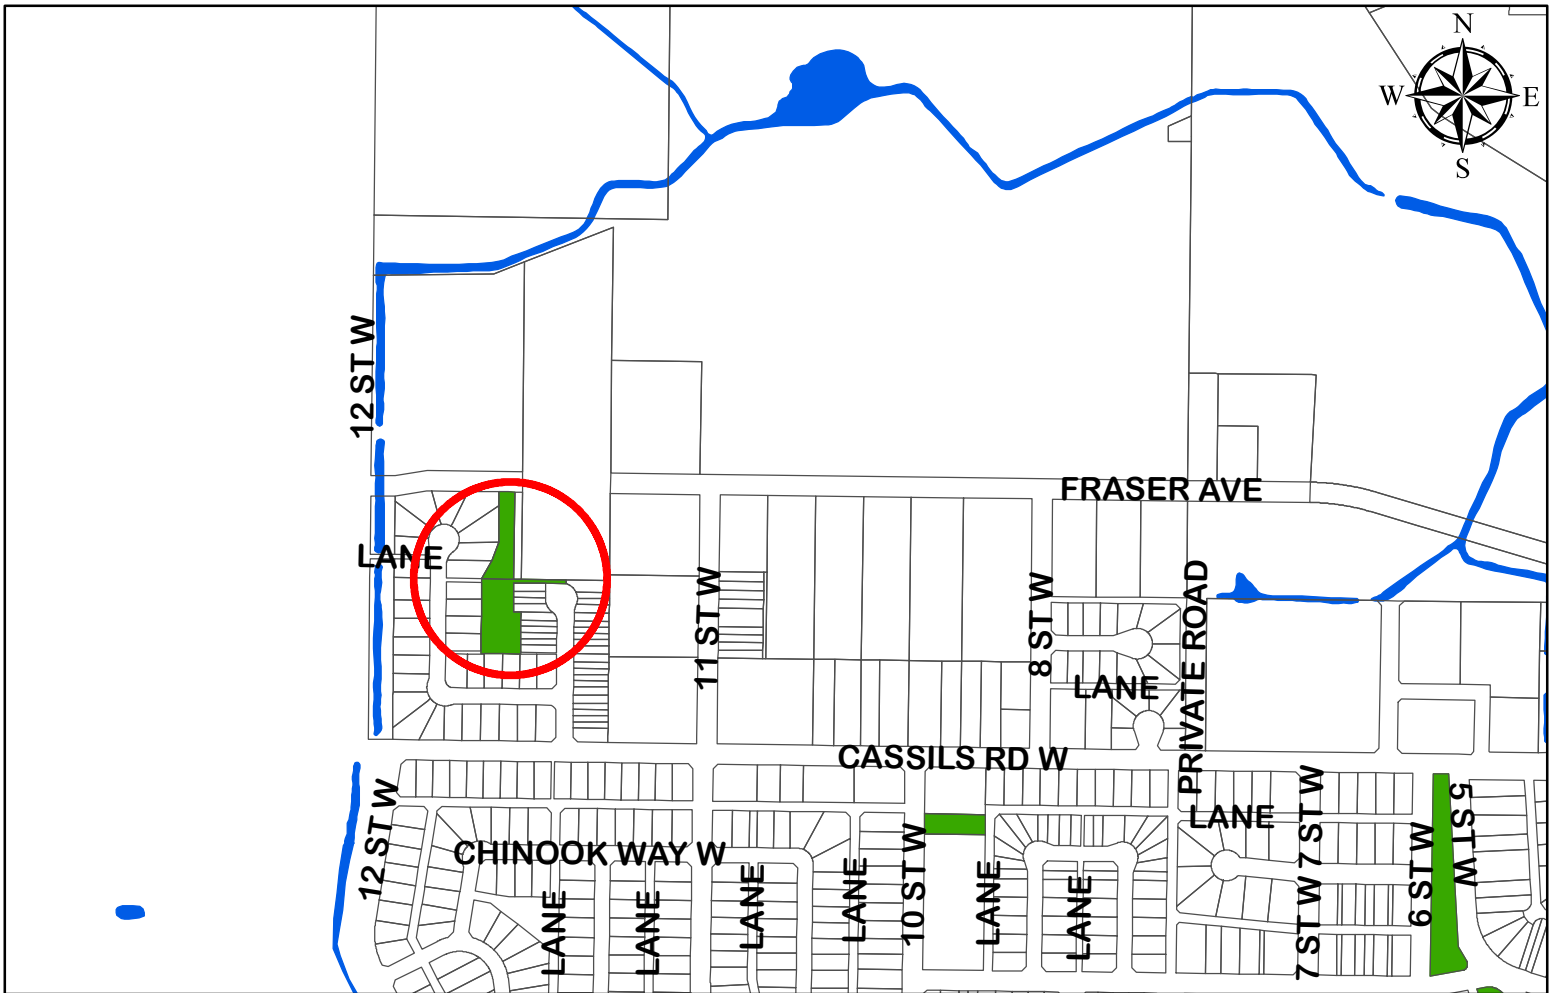 N
W E
S
12 ST W
FRASER AVE
LANE
11 ST W
8 ST W
PRIVATE ROAD
LANE
CASSILS RD W
12 ST W
LANE
7 ST W
5 ST W
CHINOOK WAY W
10 ST W
6 ST W
LANE
LANE
LANE
LANE
LANE
LANE
7 ST W